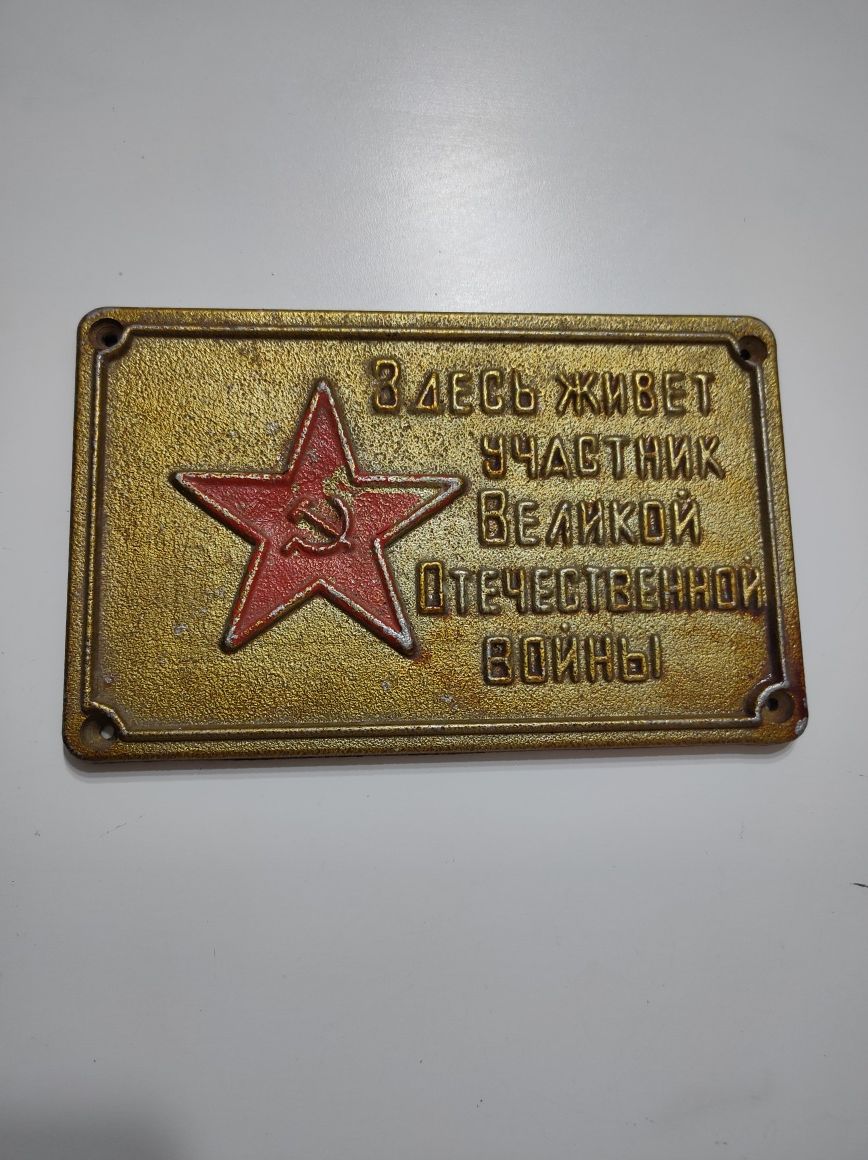 Здесь живет
участник
Великой
Отечественной
войны